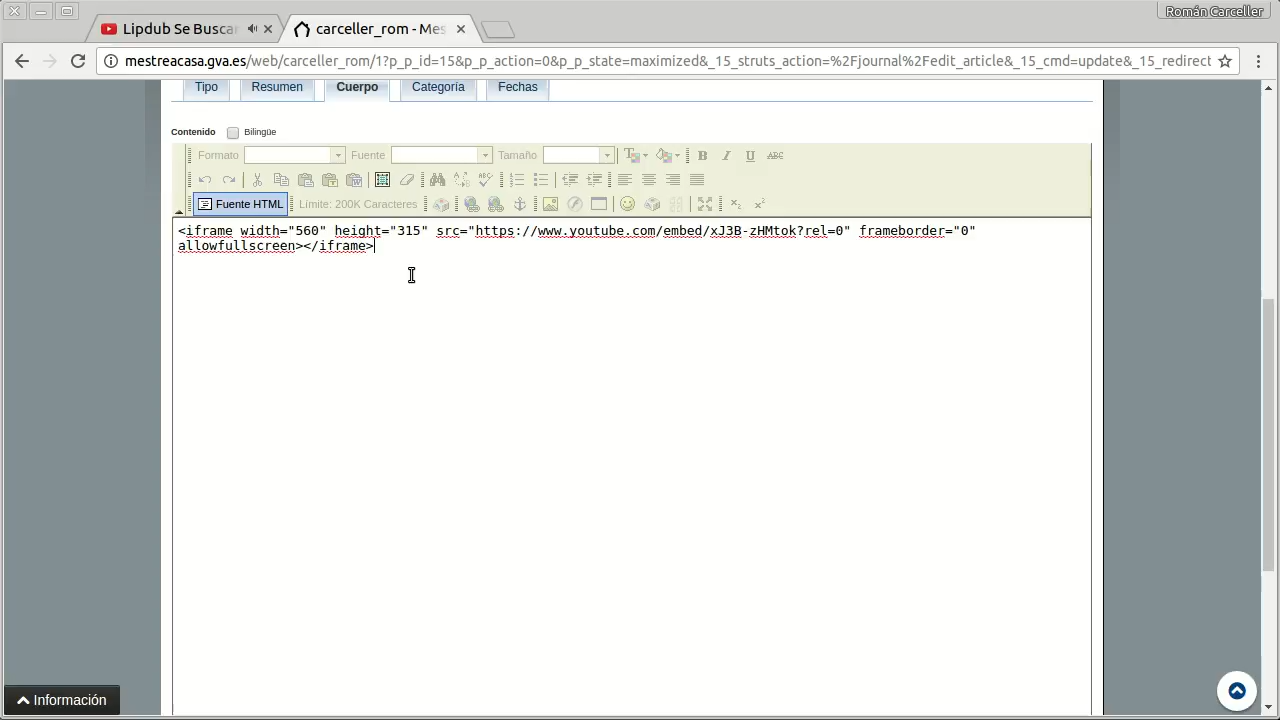 Román Carceller
Lipdub Se Busca
carceller_rom - Mes
mestreacasa.gva.es/web/carceller_rom/1?p_p_id=15&p_p_action=0&p_p_state=maximized&_15_struts_action=%2Fjournal%2Fedit_article&_15_cmd=update&_15_redirect
Tipo Resumen Cuerpo Categoría Fechas
Contenido Bilingüe
Formato Fuente Tamaño B I U ABC
Fuente HTML Límite: 200K Caracteres
<iframe width="560" height="315" src="https://www.youtube.com/embed/xJ3B-zHMtok?rel=0" frameborder="0"
allowfullscreen></iframe>
Información